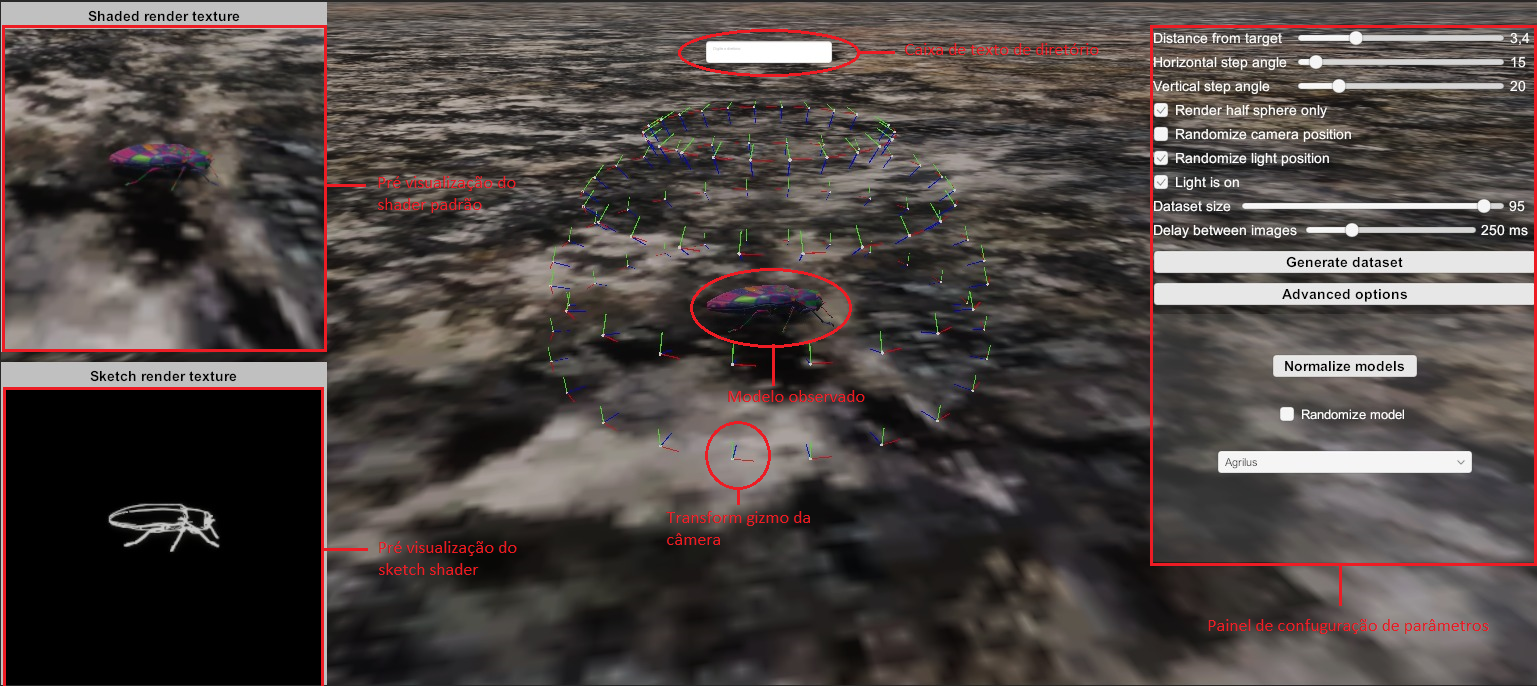 Shaded render texture
Caixa de texto de diretório
Pré visualização do
shader padrão
Distance from target 3,4
Horizontal step angle 15
Vertical step angle 20
Render half sphere only
Randomize camera position
Randomize light position
Light is on
Dataset size 95
Delay between images 250 ms
Generate dataset
Advanced options
Normalize models
Randomize model
Agrilus
Modelo observado
Sketch render texture
Transform gizmo da
câmera
Pré visualização do
sketch shader
Painel de confuguração de parâmetros